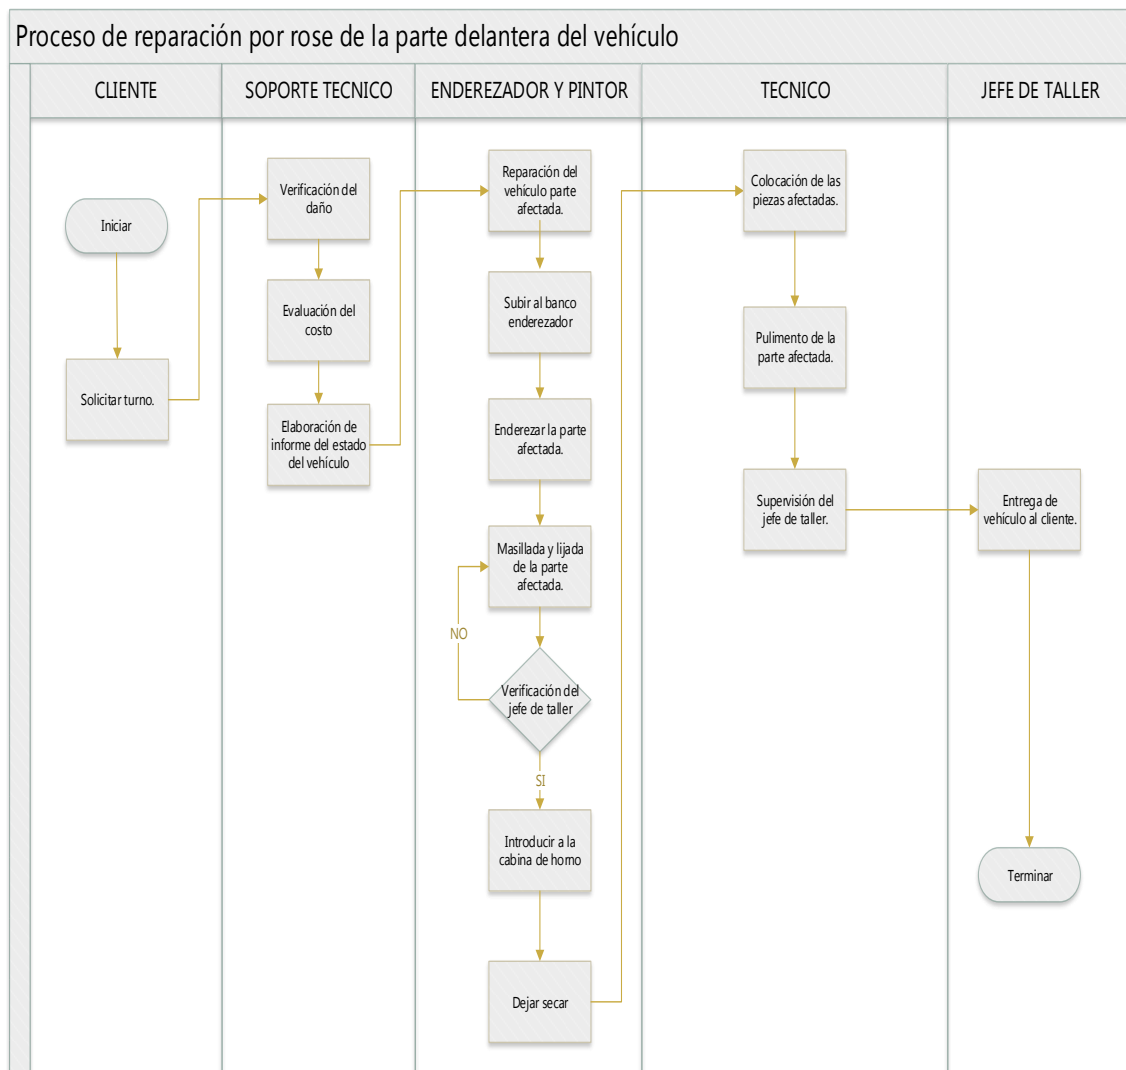 Proceso de reparación por rose de la parte delantera del vehículo
CLIENTE
SOPORTE TECNICO
ENDEREZADOR Y PINTOR
TECNICO
JEFE DE TALLER
Iniciar
Solicitar turno.
Verificación del
daño
Evaluación del
costo
Elaboración de
informe del estado
del vehículo
Reparación del
vehículo parte
afectada.
Subir al banco
enderezador
Enderezar la parte
afectada.
Masillada y lijada
de la parte
afectada.
NO
Verificación del
jefe de taller
SI
Introducir a la
cabina de horno
Dejar secar
Colocación de las
piezas afectadas.
Pulimento de la
parte afectada.
Supervisión del
jefe de taller.
Entrega de
vehículo al cliente.
Terminar